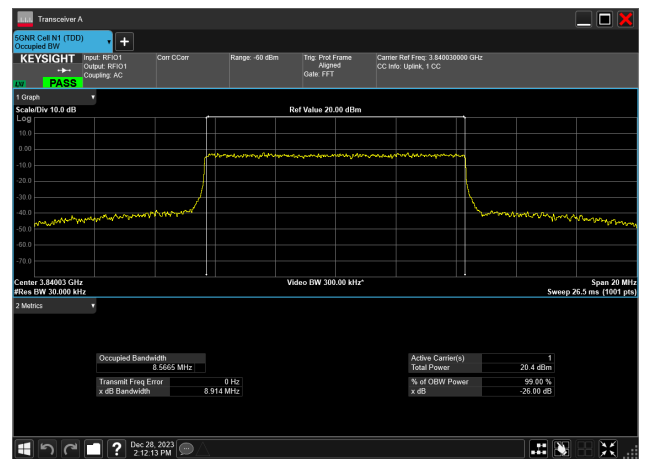 Transceiver A
5GNR Cell N1 (TDD)
Occupied BW
KEYSIGHT
Input: RFIO1
Output: RFIO1
Coupling: AC
Corr CCorr
Range: -60 dBm
Trig: Prot Frame
Aligned
Gate: FFT
Carrier Ref Freq: 3.840030000 GHz
CC Info: Uplink, 1 CC
PASS
1 Graph
Scale/Div 10.0 dB
Ref Value 20.00 dBm
Log
10.0
0.00
-10.0
-20.0
-30.0
-40.0
-50.0
-60.0
-70.0
Center 3.84003 GHz
Video BW 300.00 kHz*
Span 20 MHz
#Res BW 30.000 kHz
Sweep 26.5 ms (1001 pts)
2 Metrics
Occupied Bandwidth
8.5665 MHz
Active Carrier(s) 1
Total Power 20.4 dBm
Transmit Freq Error 0 Hz
x dB Bandwidth 8.914 MHz
% of OBW Power 99.00 %
x dB -26.00 dB
Dec 28, 2023
2:12:13 PM